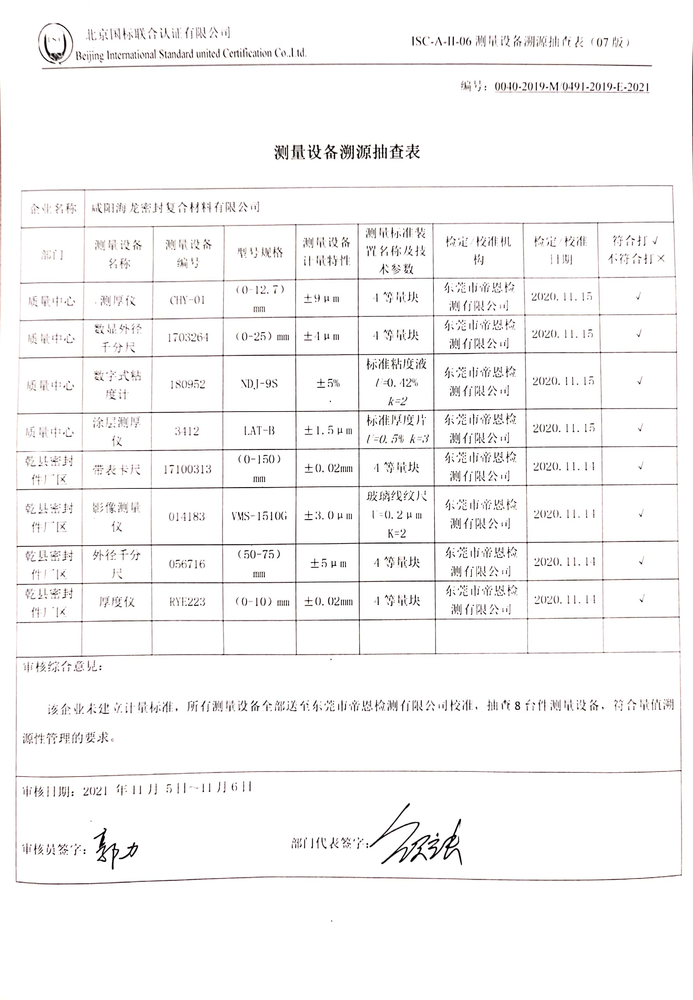 北京国标联合认证有限公司
ISC-A-II-06 测量设备溯源抽查表（07 版）
Beijing International Standard united Certification Co.,Ltd.
编号：0040-2019-M/0491-2019-E-2021
测量设备溯源抽查表
企业名称 咸阳海龙密封复合材料有限公司
部门 测量设备名称 测量设备编号 型号规格 测量设备计量特性 测量标准装置名称及技术参数 检定/校准机构 检定/校准日期 符合打√不符合打×
质量中心 测厚仪 CHY-01 （0-12.7）mm ±9μm 4 等量块 东莞市帝恩检测有限公司 2020.11.15 √
质量中心 数显外径千分尺 1703264 （0-25）mm ±4μm 4 等量块 东莞市帝恩检测有限公司 2020.11.15 √
质量中心 数字式粘度计 180952 NDJ-9S ±5% 标准粘度液 U=0.42% k=2 东莞市帝恩检测有限公司 2020.11.15 √
质量中心 涂层测厚仪 3412 LAT-B ±1.5μm 标准厚度片 U=0.5% k=3 东莞市帝恩检测有限公司 2020.11.15 √
乾县密封件厂区 带表卡尺 17100313 （0-150）mm ±0.02mm 4 等量块 东莞市帝恩检测有限公司 2020.11.14 √
乾县密封件厂区 影像测量仪 014183 VMS-1510G ±3.0μm 玻璃线纹尺 U=0.2μm K=2 东莞市帝恩检测有限公司 2020.11.14 √
乾县密封件厂区 外径千分尺 056716 （50-75）mm ±5μm 4 等量块 东莞市帝恩检测有限公司 2020.11.14 √
乾县密封件厂区 厚度仪 RYE223 （0-10）mm ±0.02mm 4 等量块 东莞市帝恩检测有限公司 2020.11.14 √
审核综合意见：
该企业未建立计量标准，所有测量设备全部送至东莞市帝恩检测有限公司校准，抽查 8 台件测量设备，符合量值溯
源性管理的要求。
审核日期：2021 年 11 月 5 日～11 月 6 日
审核员签字：郭力 部门代表签字：